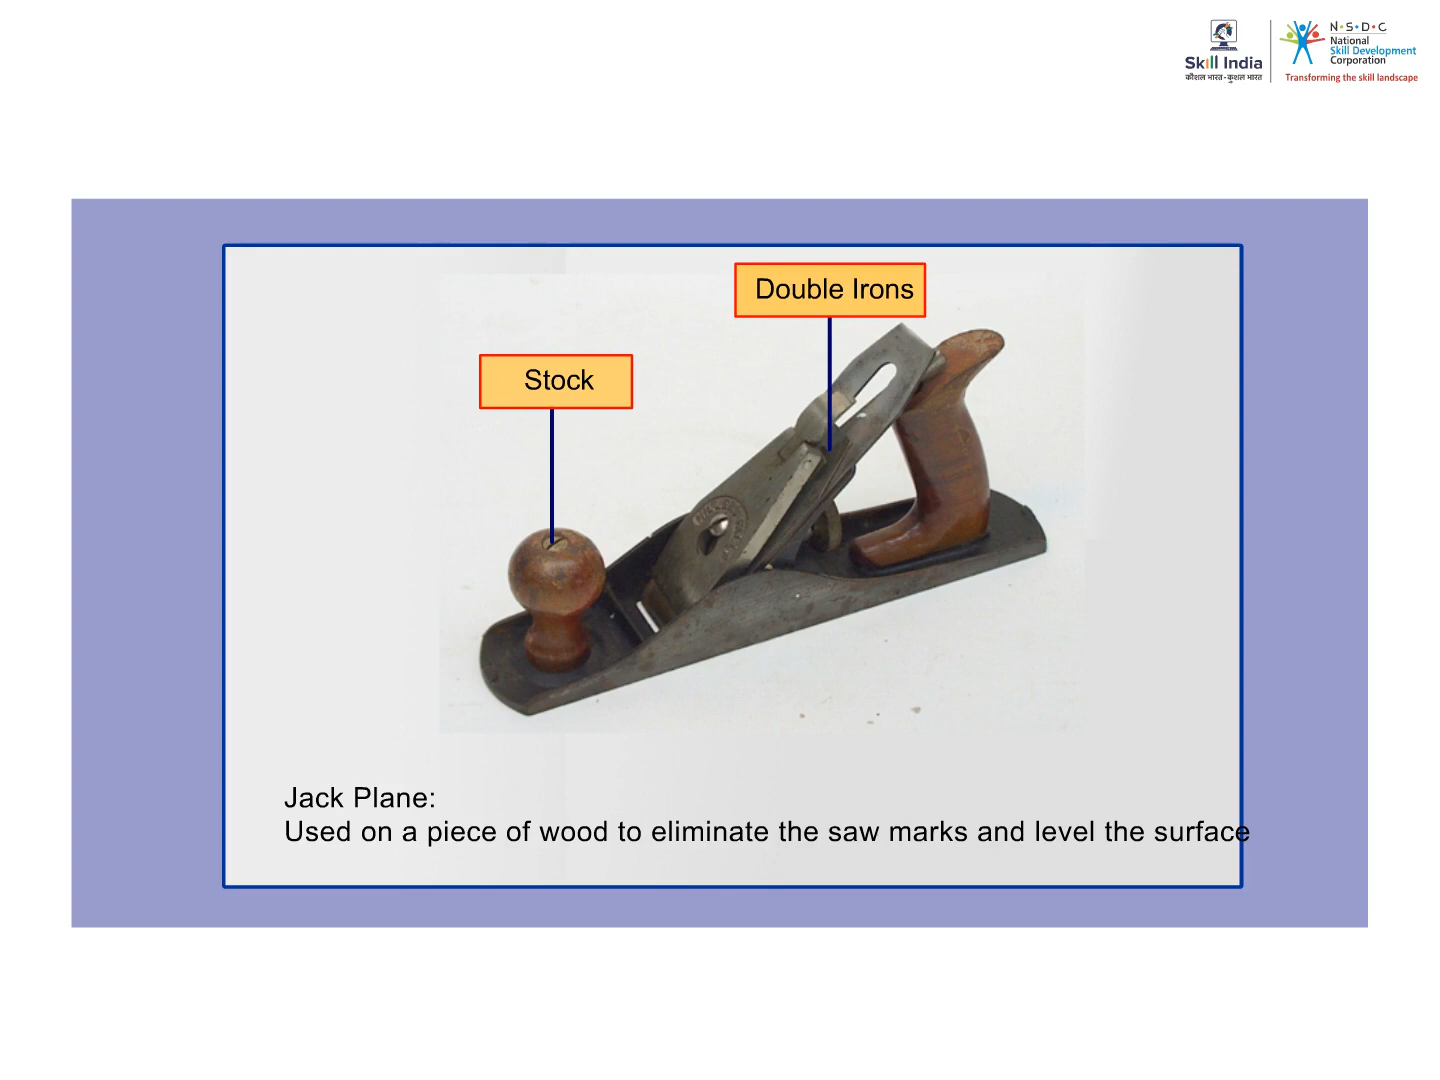 Skill India
कौशल भारत - कुशल भारत
N·S·D·C
National
Skill Development
Corporation
Transforming the skill landscape
Double Irons
Stock
Jack Plane:
Used on a piece of wood to eliminate the saw marks and level the surface